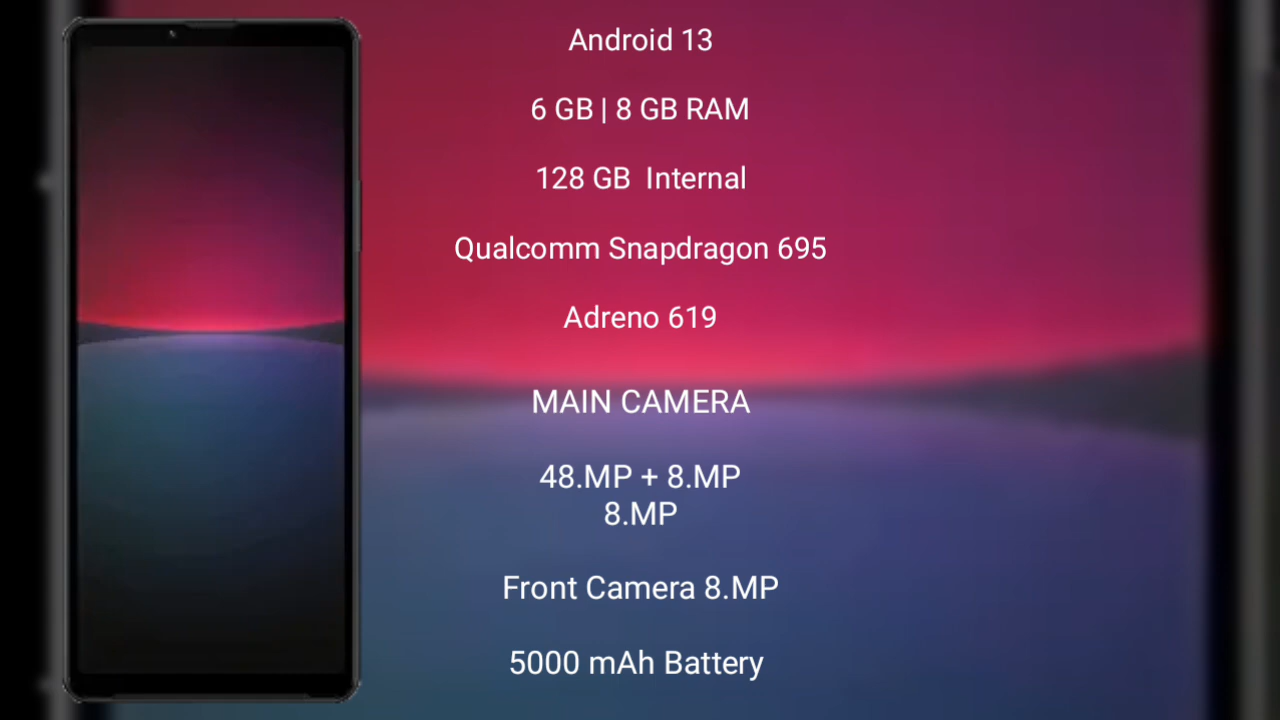 Android 13
6 GB | 8 GB RAM
128 GB Internal
Qualcomm Snapdragon 695
Adreno 619
MAIN CAMERA
48.MP + 8.MP
8.MP
Front Camera 8.MP
5000 mAh Battery